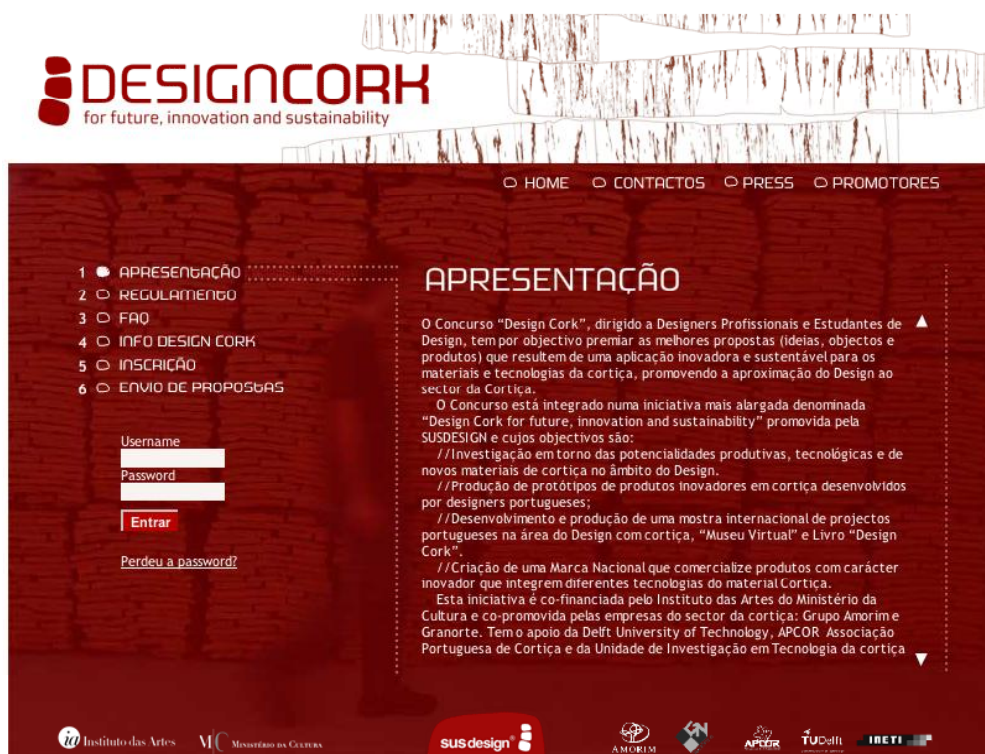 DESIGNCORK
for future, innovation and sustainability
HOME CONTACTOS PRESS PROMOTORES
1 APRESENTAÇÃO
2 REGULAMENTO
3 FAQ
4 INFO DESIGN CORK
5 INSCRIÇÃO
6 ENVIO DE PROPOSTAS
Username
Password
Entrar
Perdeu a password?
APRESENTAÇÃO
O Concurso “Design Cork”, dirigido a Designers Profissionais e Estudantes de
Design, tem por objectivo premiar as melhores propostas (ideias, objectos e
produtos) que resultem de uma aplicação inovadora e sustentável para os
materiais e tecnologias da cortiça, promovendo a aproximação do Design ao
sector da Cortiça.
O Concurso está integrado numa iniciativa mais alargada denominada
“Design Cork for future, innovation and sustainability” promovida pela
SUSDESIGN e cujos objectivos são:
//Investigação em torno das potencialidades produtivas, tecnológicas e de
novos materiais de cortiça no âmbito do Design.
//Produção de protótipos de produtos inovadores em cortiça desenvolvidos
por designers portugueses;
//Desenvolvimento e produção de uma mostra internacional de projectos
portugueses na área do Design com cortiça, “Museu Virtual” e Livro “Design
Cork”.
//Criação de uma Marca Nacional que comercialize produtos com carácter
inovador que integrem diferentes tecnologias do material Cortiça.
Esta iniciativa é co-financiada pelo Instituto das Artes do Ministério da
Cultura e co-promovida pelas empresas do sector da cortiça: Grupo Amorim e
Granorte. Tem o apoio da Delft University of Technology, APCOR Associação
Portuguesa de Cortiça e da Unidade de Investigação em Tecnologia da cortiça
ia Instituto das Artes
MC MINISTÉRIO DA CULTURA
susdesign®
AMORIM
APCOR
TUDelft
INETI